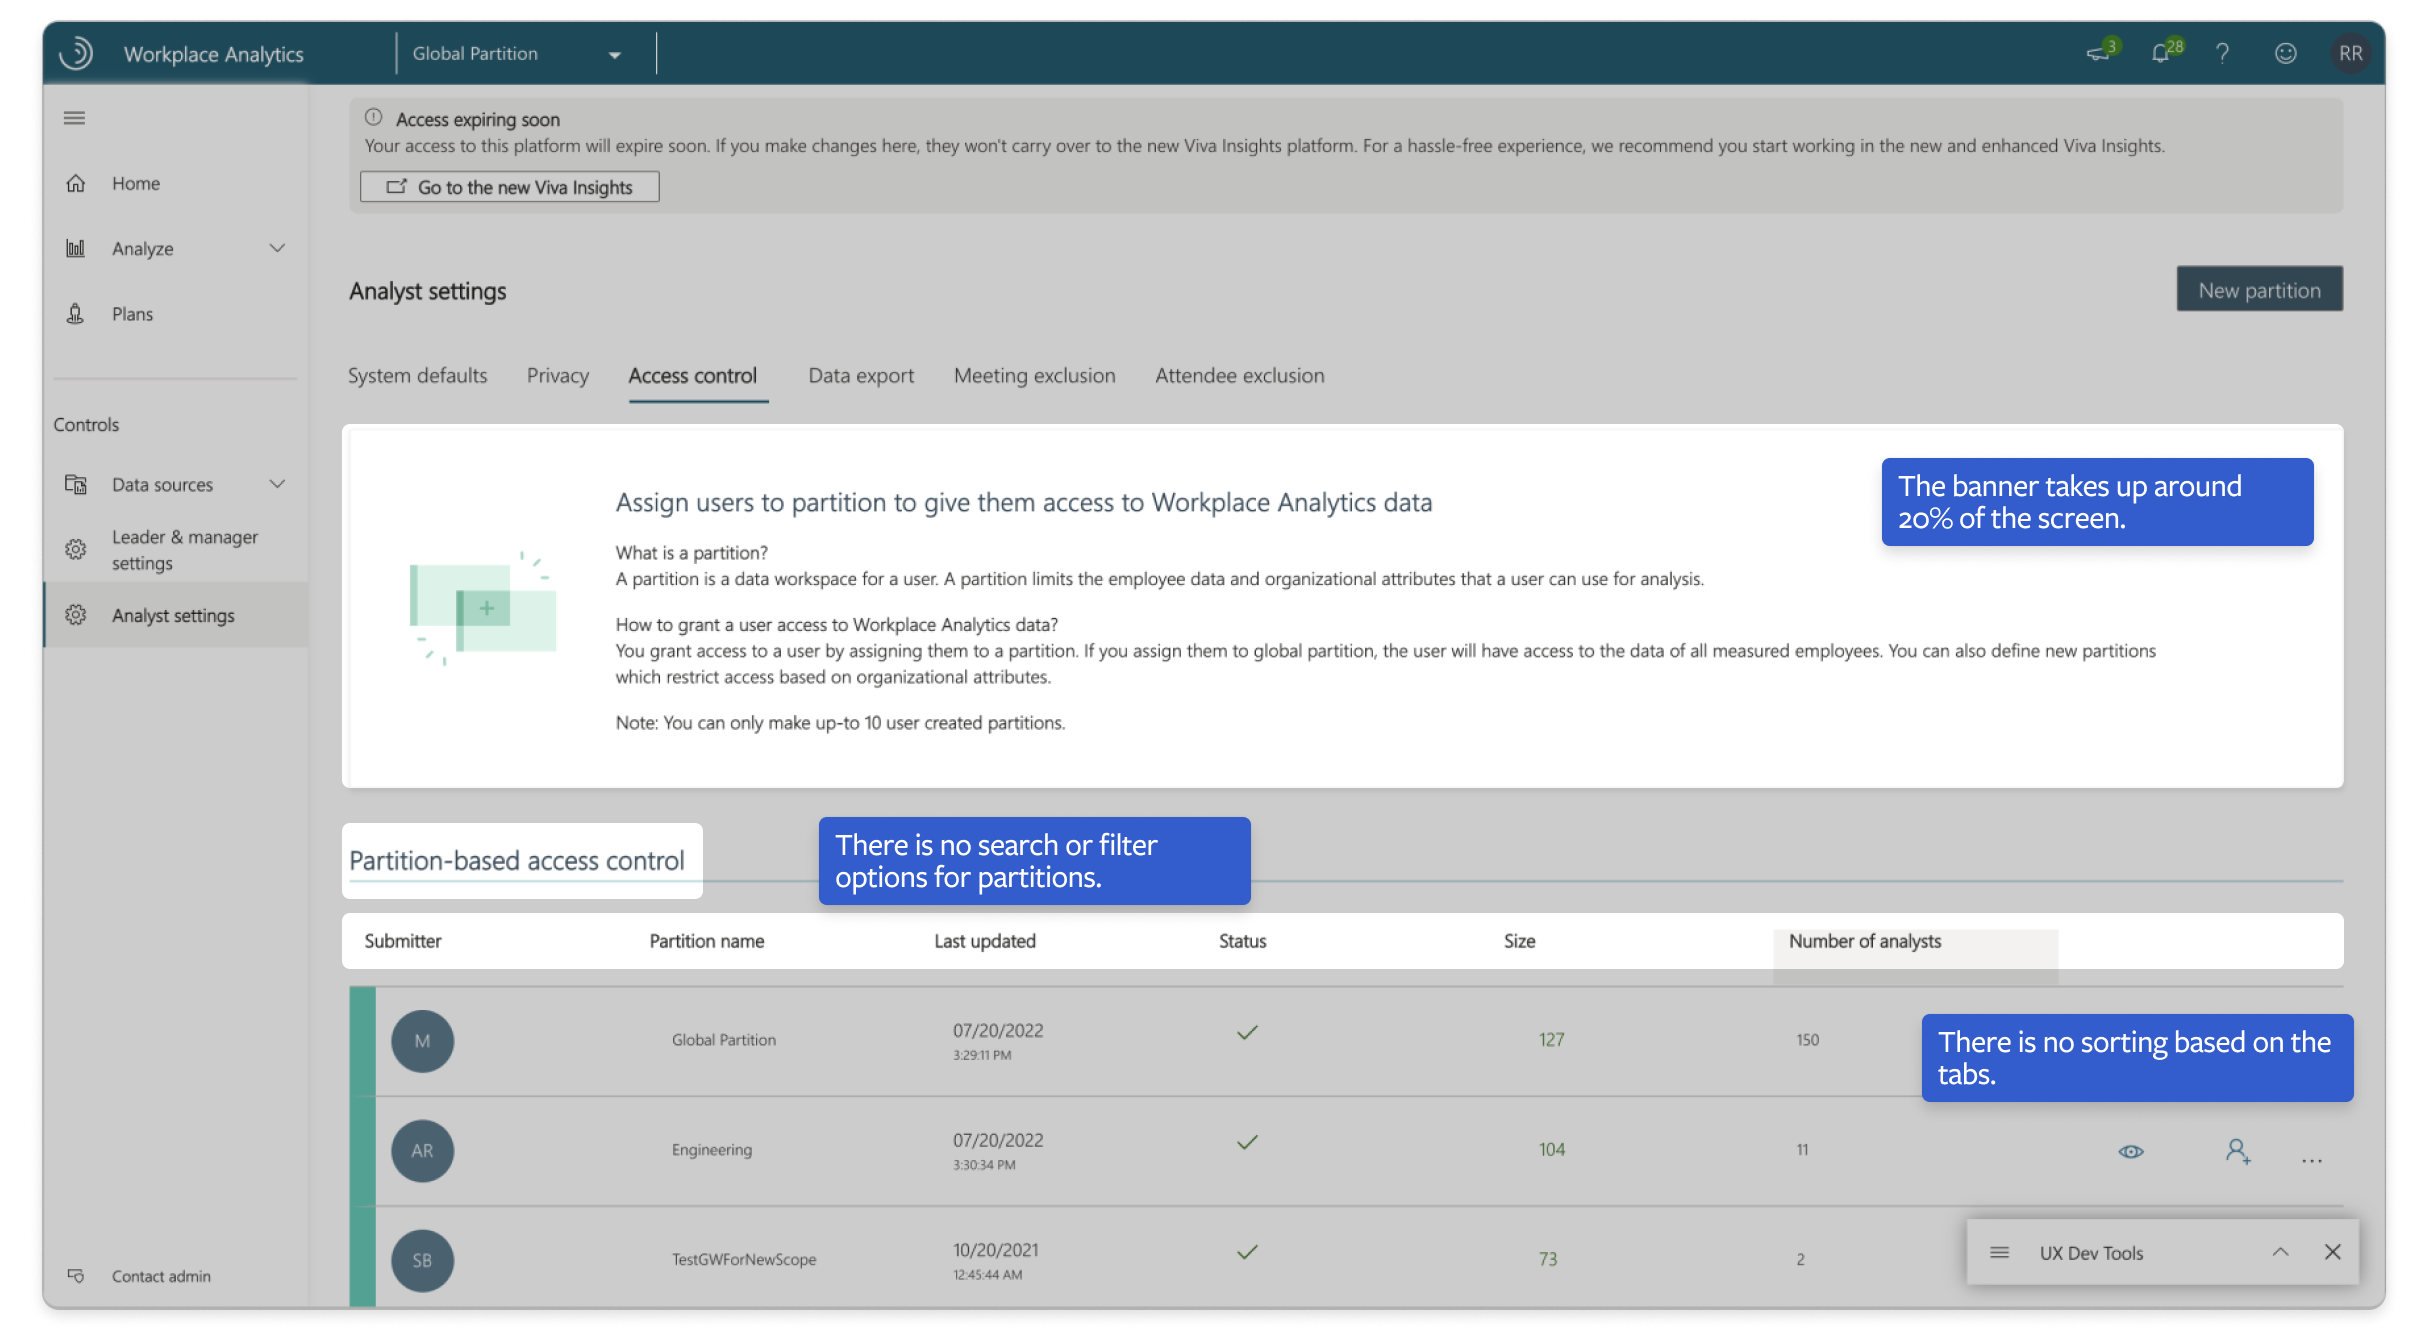 Workplace Analytics
Global Partition
3
28
?
RR
Access expiring soon
Your access to this platform will expire soon. If you make changes here, they won't carry over to the new Viva Insights platform. For a hassle-free experience, we recommend you start working in the new and enhanced Viva Insights.
Go to the new Viva Insights
Home
Analyze
Plans
Controls
Data sources
Leader & manager
settings
Analyst settings
Contact admin
Analyst settings
New partition
System defaults
Privacy
Access control
Data export
Meeting exclusion
Attendee exclusion
Assign users to partition to give them access to Workplace Analytics data
What is a partition?
A partition is a data workspace for a user. A partition limits the employee data and organizational attributes that a user can use for analysis.
How to grant a user access to Workplace Analytics data?
You grant access to a user by assigning them to a partition. If you assign them to global partition, the user will have access to the data of all measured employees. You can also define new partitions
which restrict access based on organizational attributes.
Note: You can only make up-to 10 user created partitions.
The banner takes up around
20% of the screen.
Partition-based access control
There is no search or filter
options for partitions.
Submitter
Partition name
Last updated
Status
Size
Number of analysts
M
Global Partition
07/20/2022
3:29:11 PM
127
150
There is no sorting based on the
tabs.
AR
Engineering
07/20/2022
3:30:34 PM
104
11
...
SB
TestGWForNewScope
10/20/2021
12:45:44 AM
73
2
UX Dev Tools